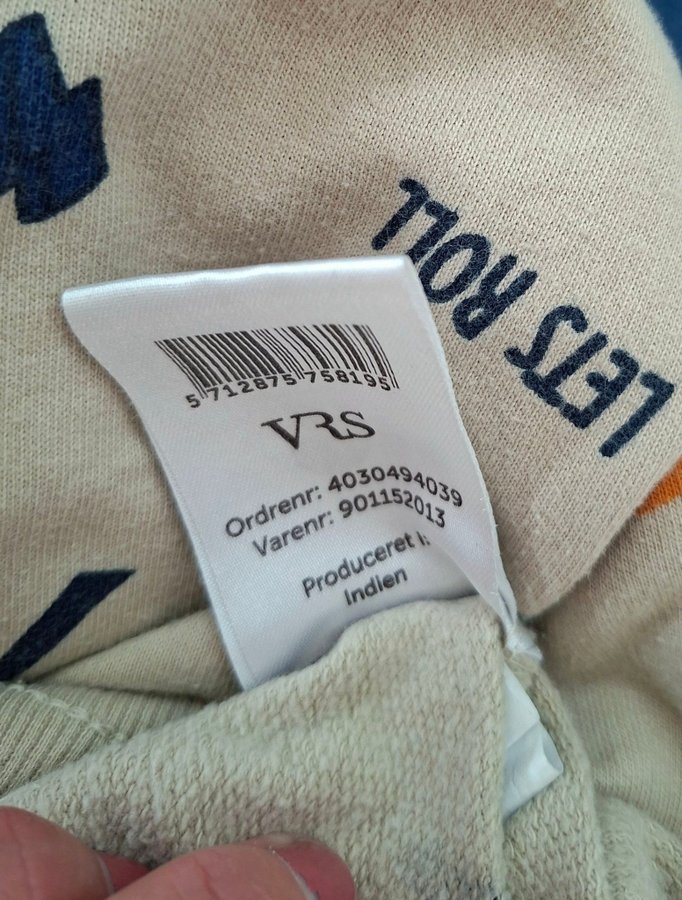 LETS ROLL
5 712875 758195
VRS
Ordrenr: 4030494039
Varenr: 901152013
Produceret i:
Indien